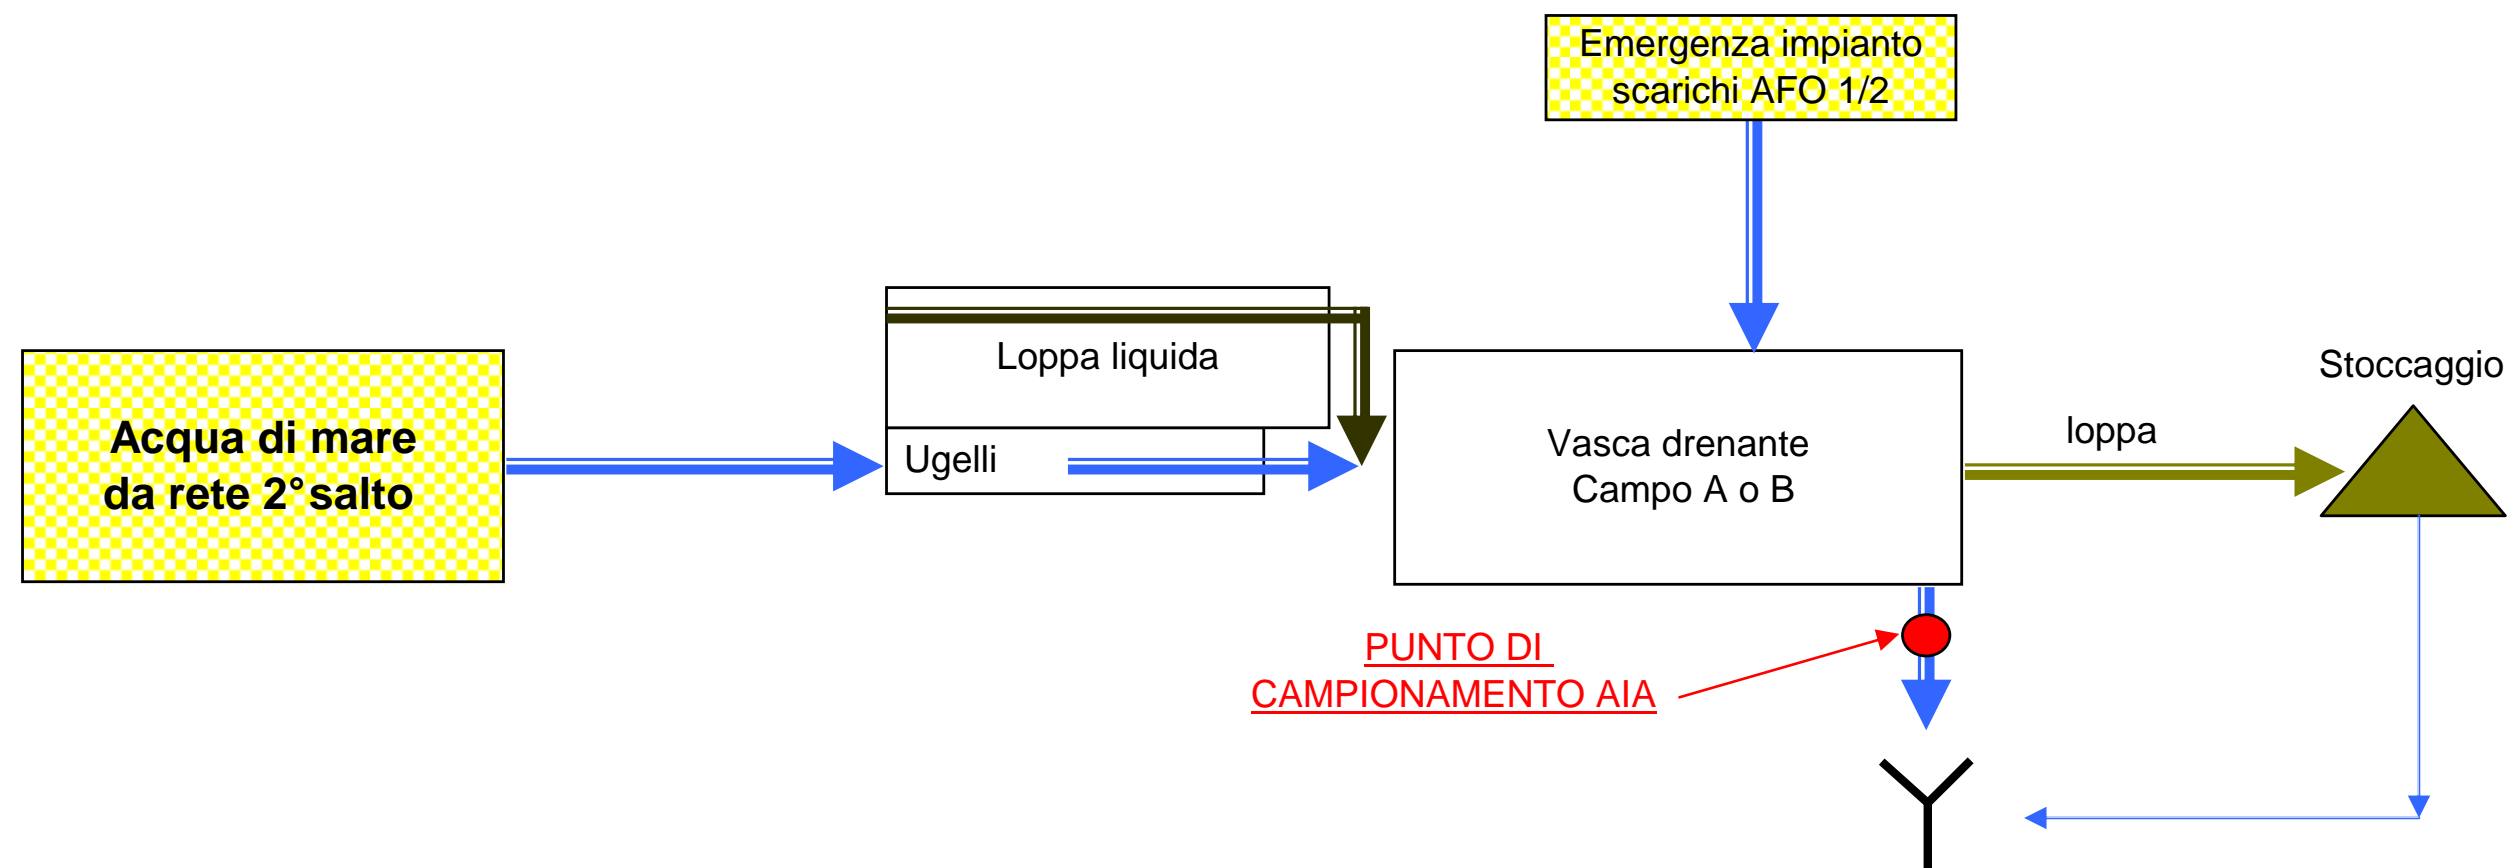 Emergenza impianto
scarichi AFO 1/2
Loppa liquida
Stoccaggio
Acqua di mare
da rete 2° salto
Ugelli
Vasca drenante
Campo A o B
loppa
PUNTO DI
CAMPIONAMENTO AIA